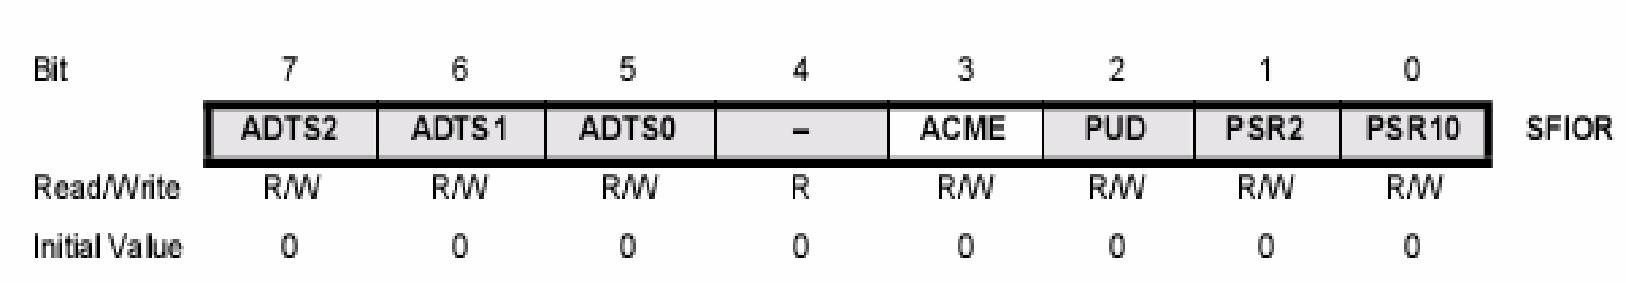 Bit 7 6 5 4 3 2 1 0
ADTS2 ADTS1 ADTS0 – ACME PUD PSR2 PSR10 SFIOR
Read/Write R/W R/W R/W R R/W R/W R/W R/W
Initial Value 0 0 0 0 0 0 0 0